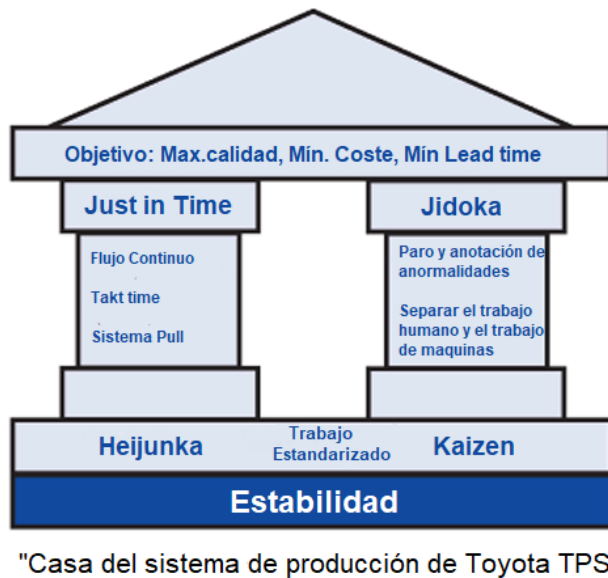 Objetivo: Max.calidad, Mín. Coste, Mín Lead time
Just in Time
Jidoka
Flujo Continuo
Takt time
Sistema Pull
Paro y anotación de
anormalidades
Separar el trabajo
humano y el trabajo
de maquinas
Heijunka
Trabajo
Estandarizado
Kaizen
Estabilidad
"Casa del sistema de producción de Toyota TPS